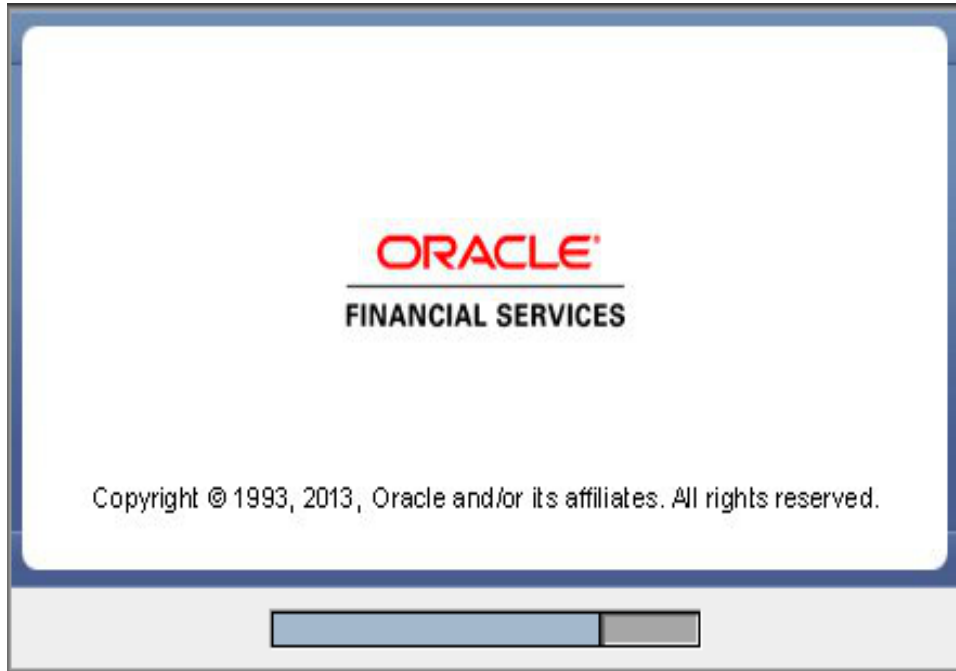 ORACLE®
FINANCIAL SERVICES
Copyright © 1993, 2013, Oracle and/or its affiliates. All rights reserved.